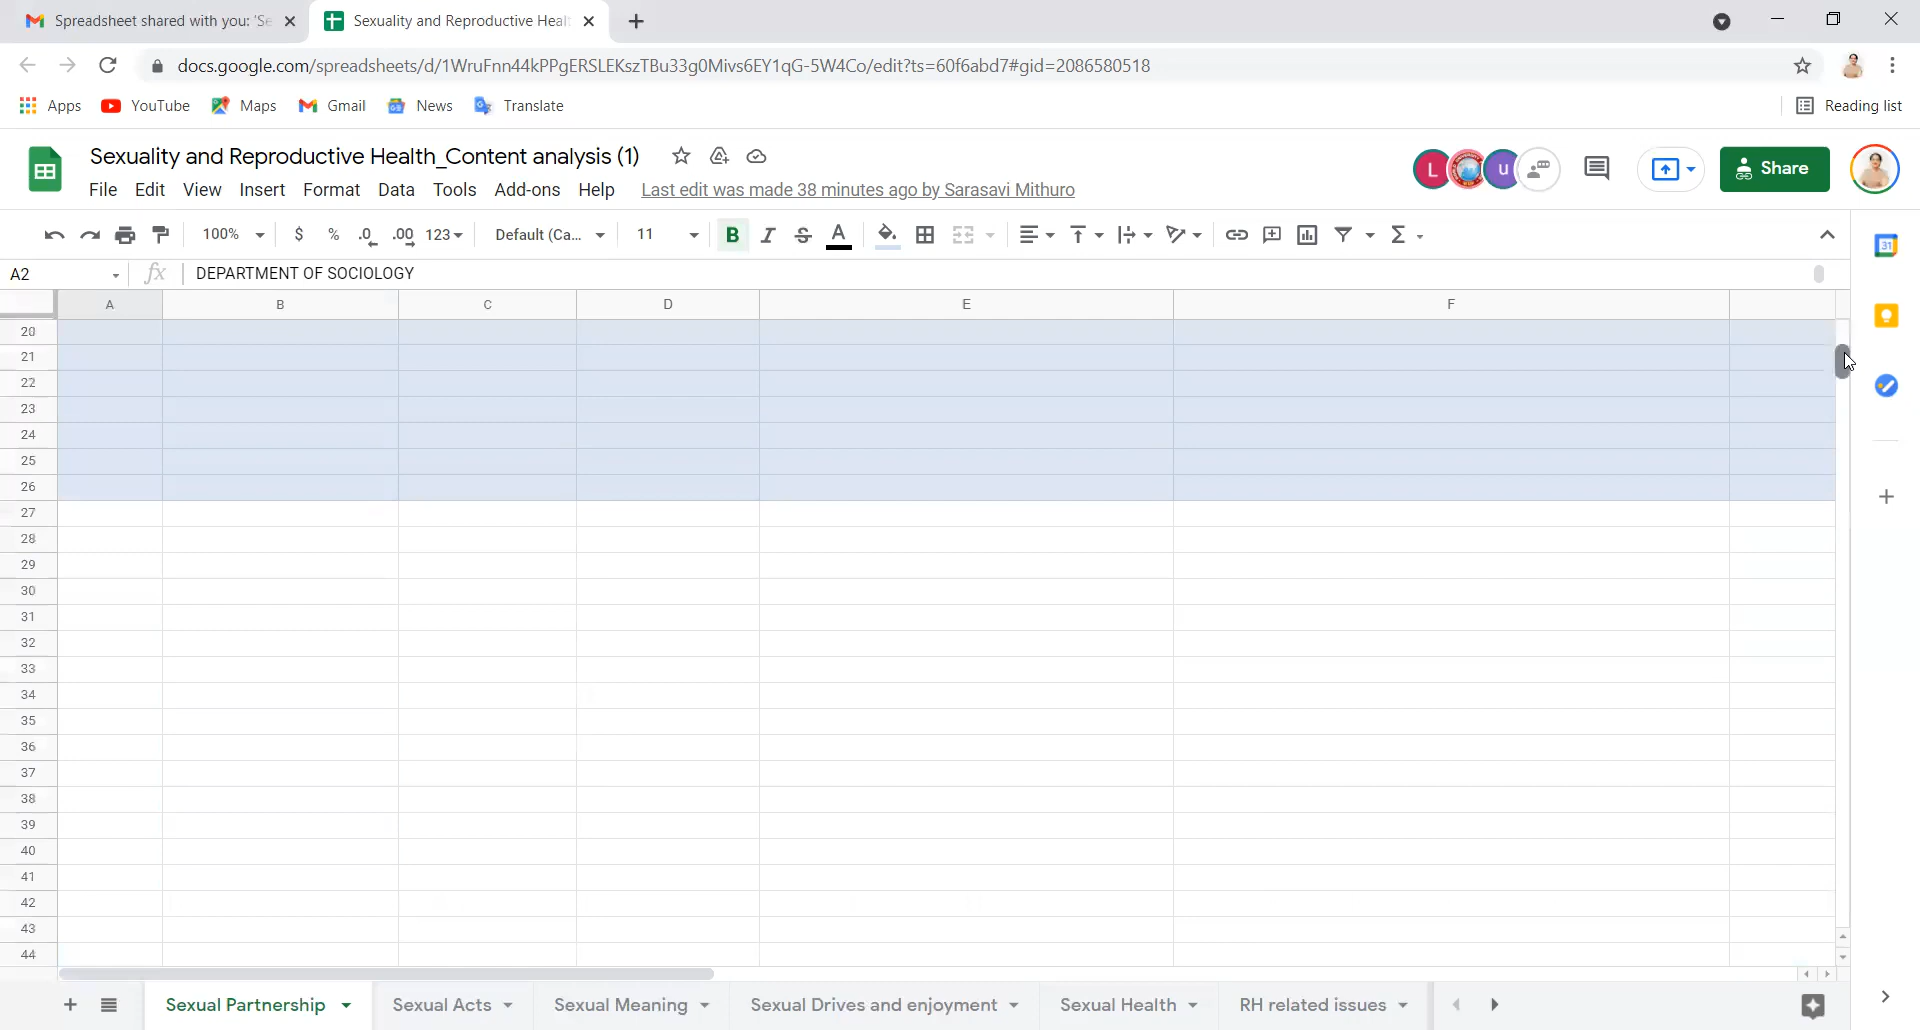 Spreadsheet shared with you: 'Se
Sexuality and Reproductive Healt
docs.google.com/spreadsheets/d/1WruFnn44kPPgERSLEKszTBu33g0Mivs6EY1qG-5W4Co/edit?ts=60f6abd7#gid=2086580518
Apps YouTube Maps Gmail News Translate Reading list
Sexuality and Reproductive Health_Content analysis (1)
L u Share
File Edit View Insert Format Data Tools Add-ons Help Last edit was made 38 minutes ago by Sarasavi Mithuro
100% $ % .0 .00 123 Default (Ca... 11 B I S A Σ
31
A2 fx DEPARTMENT OF SOCIOLOGY
A B C D E F
20
21
22
23
24
25
26
27
28
29
30
31
32
33
34
35
36
37
38
39
40
41
42
43
44
Sexual Partnership Sexual Acts Sexual Meaning Sexual Drives and enjoyment Sexual Health RH related issues